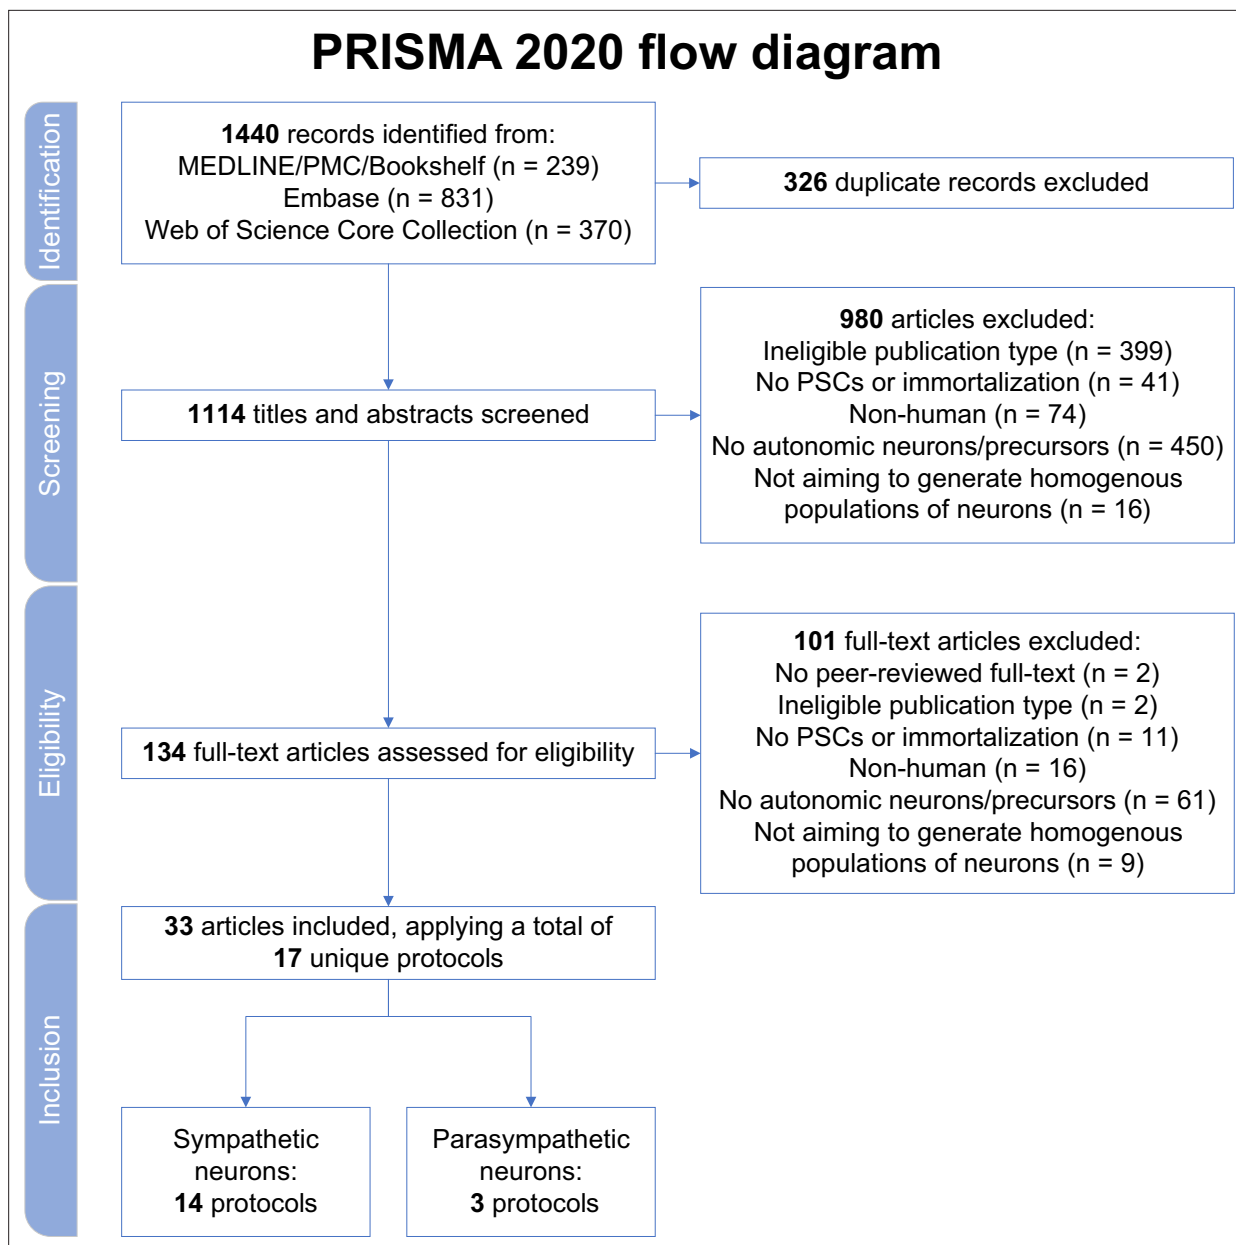 PRISMA 2020 flow diagram
Identification
1440 records identified from:
MEDLINE/PMC/Bookshelf (n = 239)
Embase (n = 831)
Web of Science Core Collection (n = 370)
326 duplicate records excluded
Screening
1114 titles and abstracts screened
980 articles excluded:
Ineligible publication type (n = 399)
No PSCs or immortalization (n = 41)
Non-human (n = 74)
No autonomic neurons/precursors (n = 450)
Not aiming to generate homogenous
populations of neurons (n = 16)
Eligibility
134 full-text articles assessed for eligibility
101 full-text articles excluded:
No peer-reviewed full-text (n = 2)
Ineligible publication type (n = 2)
No PSCs or immortalization (n = 11)
Non-human (n = 16)
No autonomic neurons/precursors (n = 61)
Not aiming to generate homogenous
populations of neurons (n = 9)
Inclusion
33 articles included, applying a total of
17 unique protocols
Sympathetic
neurons:
14 protocols
Parasympathetic
neurons:
3 protocols